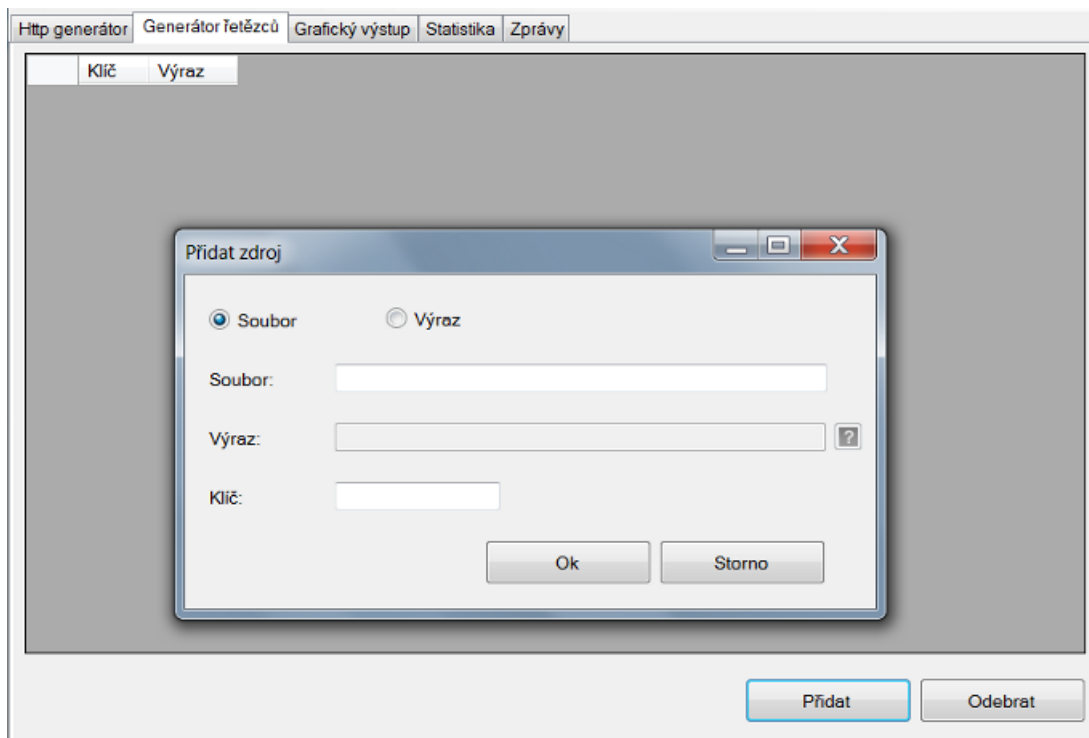 Http generátor Generátor řetězců Grafický výstup Statistika Zprávy
Klíč Výraz
Přidat zdroj
Soubor Výraz
Soubor:
Výraz: ?
Klíč:
Ok Storno
Přidat Odebrat